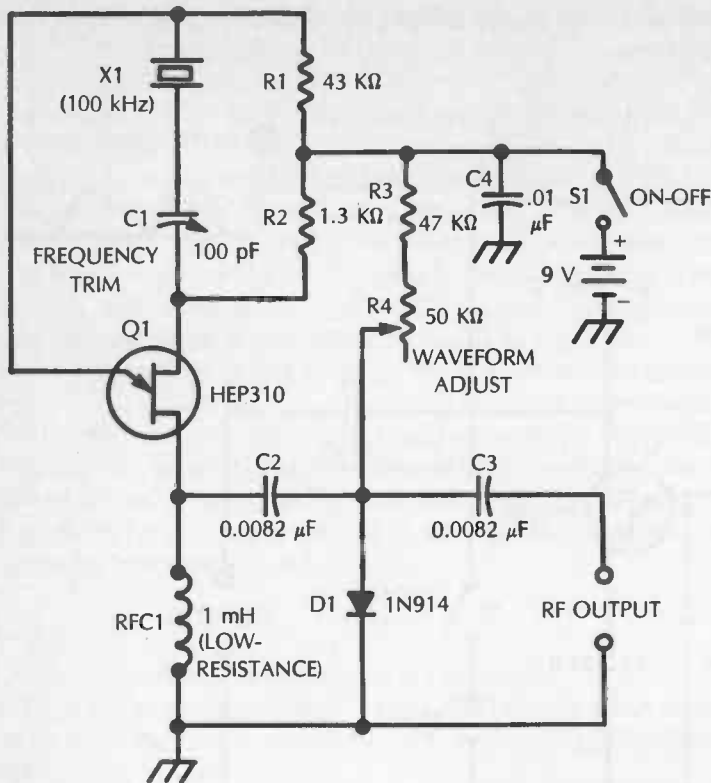 X1
(100 kHz)
R1
43 KΩ
C1
100 pF
FREQUENCY
TRIM
R2
1.3 KΩ
R3
47 KΩ
C4
.01
µF
S1
ON-OFF
+
9 V
−
Q1
HEP310
R4
50 KΩ
WAVEFORM
ADJUST
C2
0.0082 µF
C3
0.0082 µF
RFC1
1 mH
(LOW-
RESISTANCE)
D1
1N914
RF OUTPUT